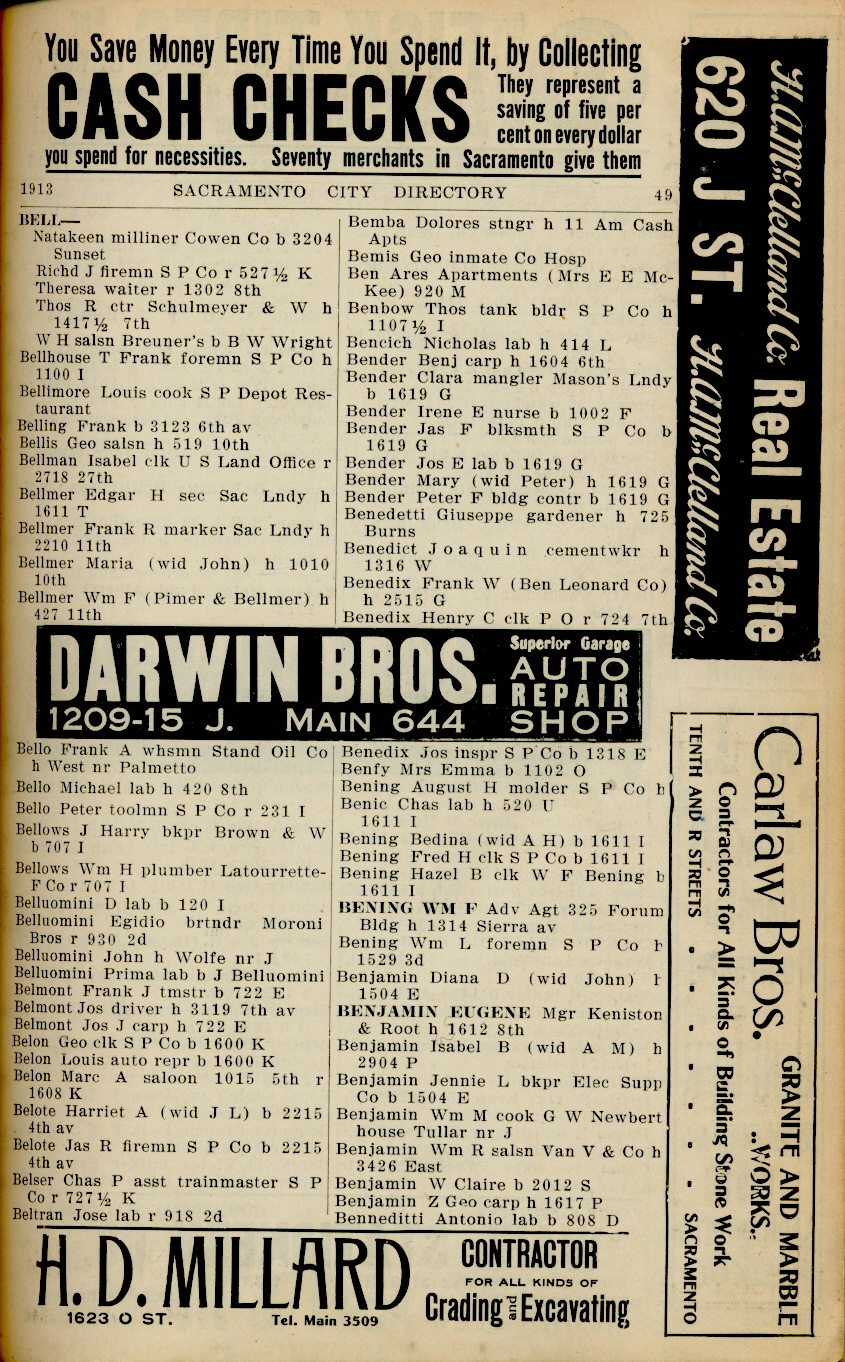 You Save Money Every Time You Spend It, by Collecting
CASH CHECKS
They represent a
saving of five per
cent on every dollar
you spend for necessities. Seventy merchants in Sacramento give them
1913 SACRAMENTO CITY DIRECTORY 49
BELL—
Natakeen milliner Cowen Co b 3204
Sunset
Richd J firemn S P Co r 527½ K
Theresa waiter r 1302 8th
Thos R ctr Schulmeyer & W h
1417½ 7th
W H salsn Breuner's b B W Wright
Bellhouse T Frank foremn S P Co h
1100 I
Bellimore Louis cook S P Depot Res-
taurant
Belling Frank b 3123 6th av
Bellis Geo salsn h 519 10th
Bellman Isabel clk U S Land Office r
2718 27th
Bellmer Edgar H sec Sac Lndy h
1611 T
Bellmer Frank R marker Sac Lndy h
2210 11th
Bellmer Maria (wid John) h 1010
10th
Bellmer Wm F (Pimer & Bellmer) h
427 11th
Bemba Dolores stngr h 11 Am Cash
Apts
Bemis Geo inmate Co Hosp
Ben Ares Apartments (Mrs E E Mc-
Kee) 920 M
Benbow Thos tank bldr S P Co h
1107½ I
Bencich Nicholas lab h 414 L
Bender Benj carp h 1604 6th
Bender Clara mangler Mason's Lndy
b 1619 G
Bender Irene E nurse b 1002 F
Bender Jas F blksmth S P Co b
1619 G
Bender Jos E lab b 1619 G
Bender Mary (wid Peter) h 1619 G
Bender Peter F bldg contr b 1619 G
Benedetti Giuseppe gardener h 725
Burns
Benedict Joaquin cementwkr h
1316 W
Benedix Frank W (Ben Leonard Co)
h 2515 G
Benedix Henry C clk P O r 724 7th
DARWIN BROS.
Superior Garage
AUTO
REPAIR
SHOP
1209-15 J. MAIN 644
Bello Frank A whsmn Stand Oil Co
h West nr Palmetto
Bello Michael lab h 420 8th
Bello Peter toolmn S P Co r 231 I
Bellows J Harry bkpr Brown & W
b 707 I
Bellows Wm H plumber Latourrette-
F Co r 707 I
Belluomini D lab b 120 I
Belluomini Egidio brtndr Moroni
Bros r 930 2d
Belluomini John h Wolfe nr J
Belluomini Prima lab b J Belluomini
Belmont Frank J tmstr b 722 E
Belmont Jos driver h 3119 7th av
Belmont Jos J carp h 722 E
Belon Geo clk S P Co b 1600 K
Belon Louis auto repr b 1600 K
Belon Marc A saloon 1015 5th r
1608 K
Belote Harriet A (wid J L) b 2215
4th av
Belote Jas R firemn S P Co b 2215
4th av
Belser Chas P asst trainmaster S P
Co r 727½ K
Beltran Jose lab r 918 2d
Benedix Jos inspr S P Co b 1318 E
Benfy Mrs Emma b 1102 O
Bening August H molder S P Co h
Benic Chas lab h 520 U
1611 I
Bening Bedina (wid A H) b 1611 I
Bening Fred H clk S P Co b 1611 I
Bening Hazel B clk W F Bening b
1611 I
BENING WM F Adv Agt 325 Forum
Bldg h 1314 Sierra av
Bening Wm L foremn S P Co h
1529 3d
Benjamin Diana D (wid John) h
1504 E
BENJAMIN EUGENE Mgr Keniston
& Root h 1612 8th
Benjamin Isabel B (wid A M) h
2904 P
Benjamin Jennie L bkpr Elec Supp
Co b 1504 E
Benjamin Wm M cook G W Newbert
house Tullar nr J
Benjamin Wm R salsn Van V & Co h
3426 East
Benjamin W Claire b 2012 S
Benjamin Z Geo carp h 1617 P
Benneditti Antonio lab b 808 D
H. D. MILLARD
1623 O ST. Tel. Main 3509
CONTRACTOR
FOR ALL KINDS OF
Grading and Excavating
H. A. McClelland Co. Real Estate
620 J ST. H. A. McClelland Co.
Carlaw Bros. GRANITE AND MARBLE
..WORKS..
Contractors for All Kinds of Building Stone Work
TENTH AND R STREETS - - - - - - SACRAMENTO